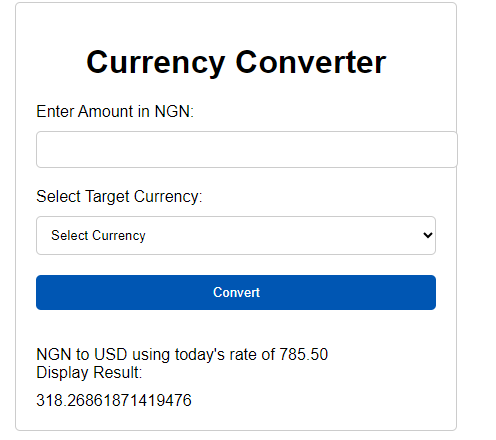 Currency Converter
Enter Amount in NGN:
Select Target Currency:
Select Currency
Convert
NGN to USD using today's rate of 785.50
Display Result:
318.26861871419476